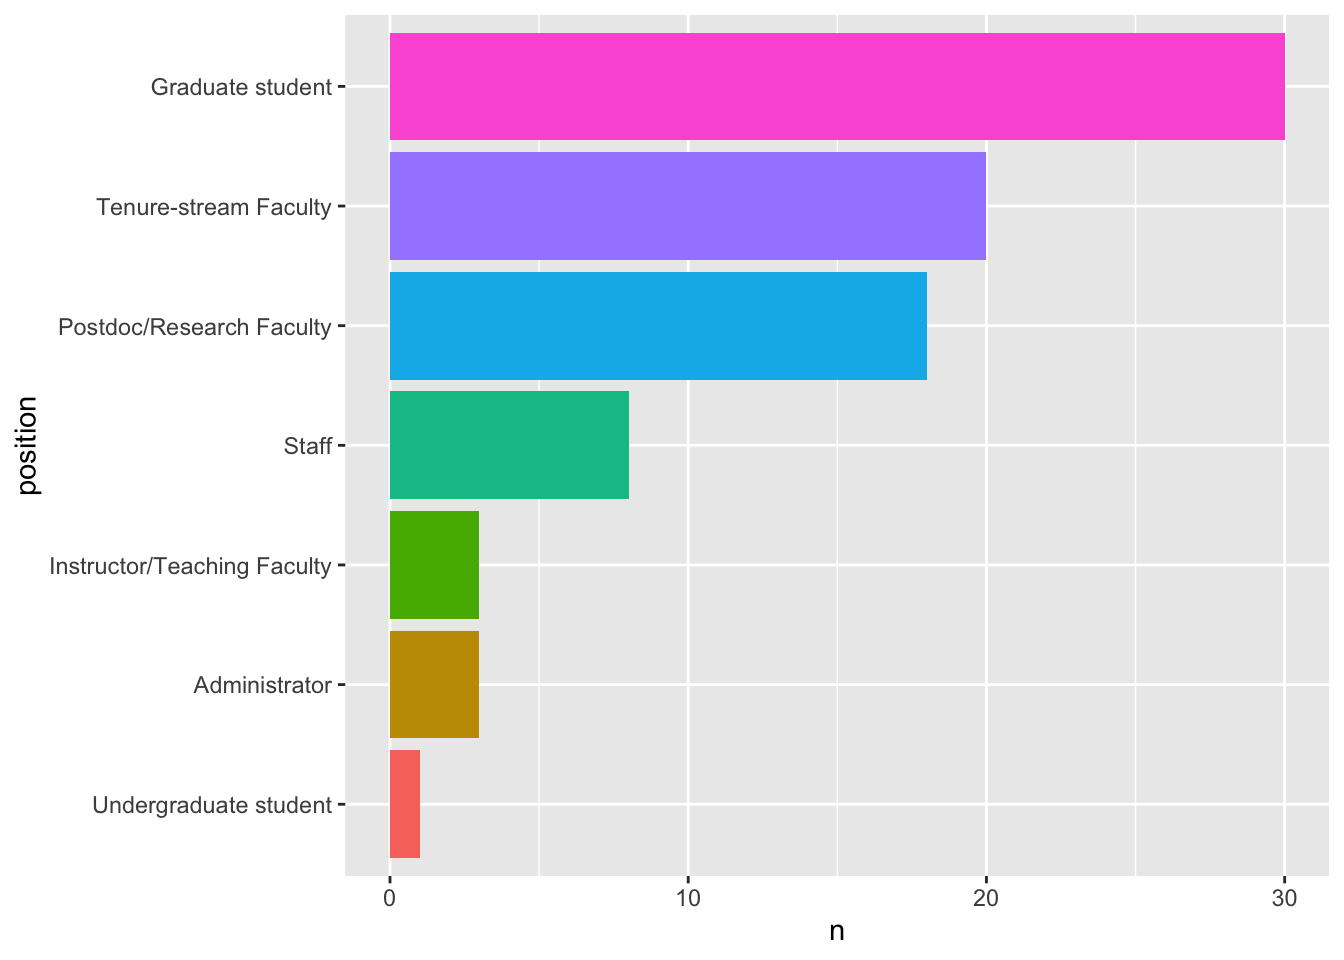 Graduate student
Tenure-stream Faculty
Postdoc/Research Faculty
Staff
Instructor/Teaching Faculty
Administrator
Undergraduate student
position
0 10 20 30
n